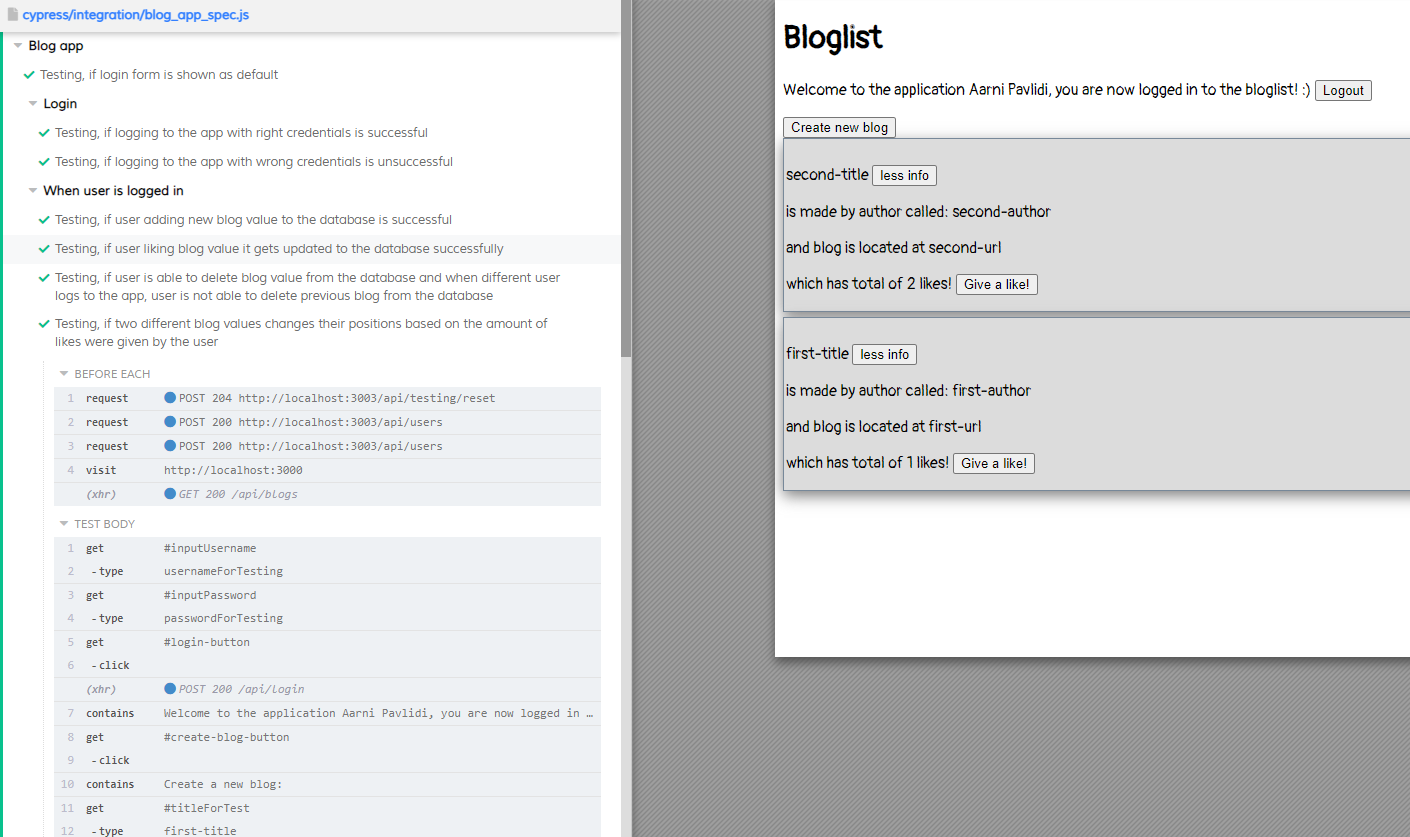 cypress/integration/blog_app_spec.js
Blog app
Testing, if login form is shown as default
Login
Testing, if logging to the app with right credentials is successful
Testing, if logging to the app with wrong credentials is unsuccessful
When user is logged in
Testing, if user adding new blog value to the database is successful
Testing, if user liking blog value it gets updated to the database successfully
Testing, if user is able to delete blog value from the database and when different user
logs to the app, user is not able to delete previous blog from the database
Testing, if two different blog values changes their positions based on the amount of
likes were given by the user
BEFORE EACH
1 request POST 204 http://localhost:3003/api/testing/reset
2 request POST 200 http://localhost:3003/api/users
3 request POST 200 http://localhost:3003/api/users
4 visit http://localhost:3000
(xhr) GET 200 /api/blogs
TEST BODY
1 get #inputUsername
2 -type usernameForTesting
3 get #inputPassword
4 -type passwordForTesting
5 get #login-button
6 -click
(xhr) POST 200 /api/login
7 contains Welcome to the application Aarni Pavlidi, you are now logged in …
8 get #create-blog-button
9 -click
10 contains Create a new blog:
11 get #titleForTest
12 -type first-title
Bloglist
Welcome to the application Aarni Pavlidi, you are now logged in to the bloglist! :) Logout
Create new blog
second-title less info
is made by author called: second-author
and blog is located at second-url
which has total of 2 likes! Give a like!
first-title less info
is made by author called: first-author
and blog is located at first-url
which has total of 1 likes! Give a like!